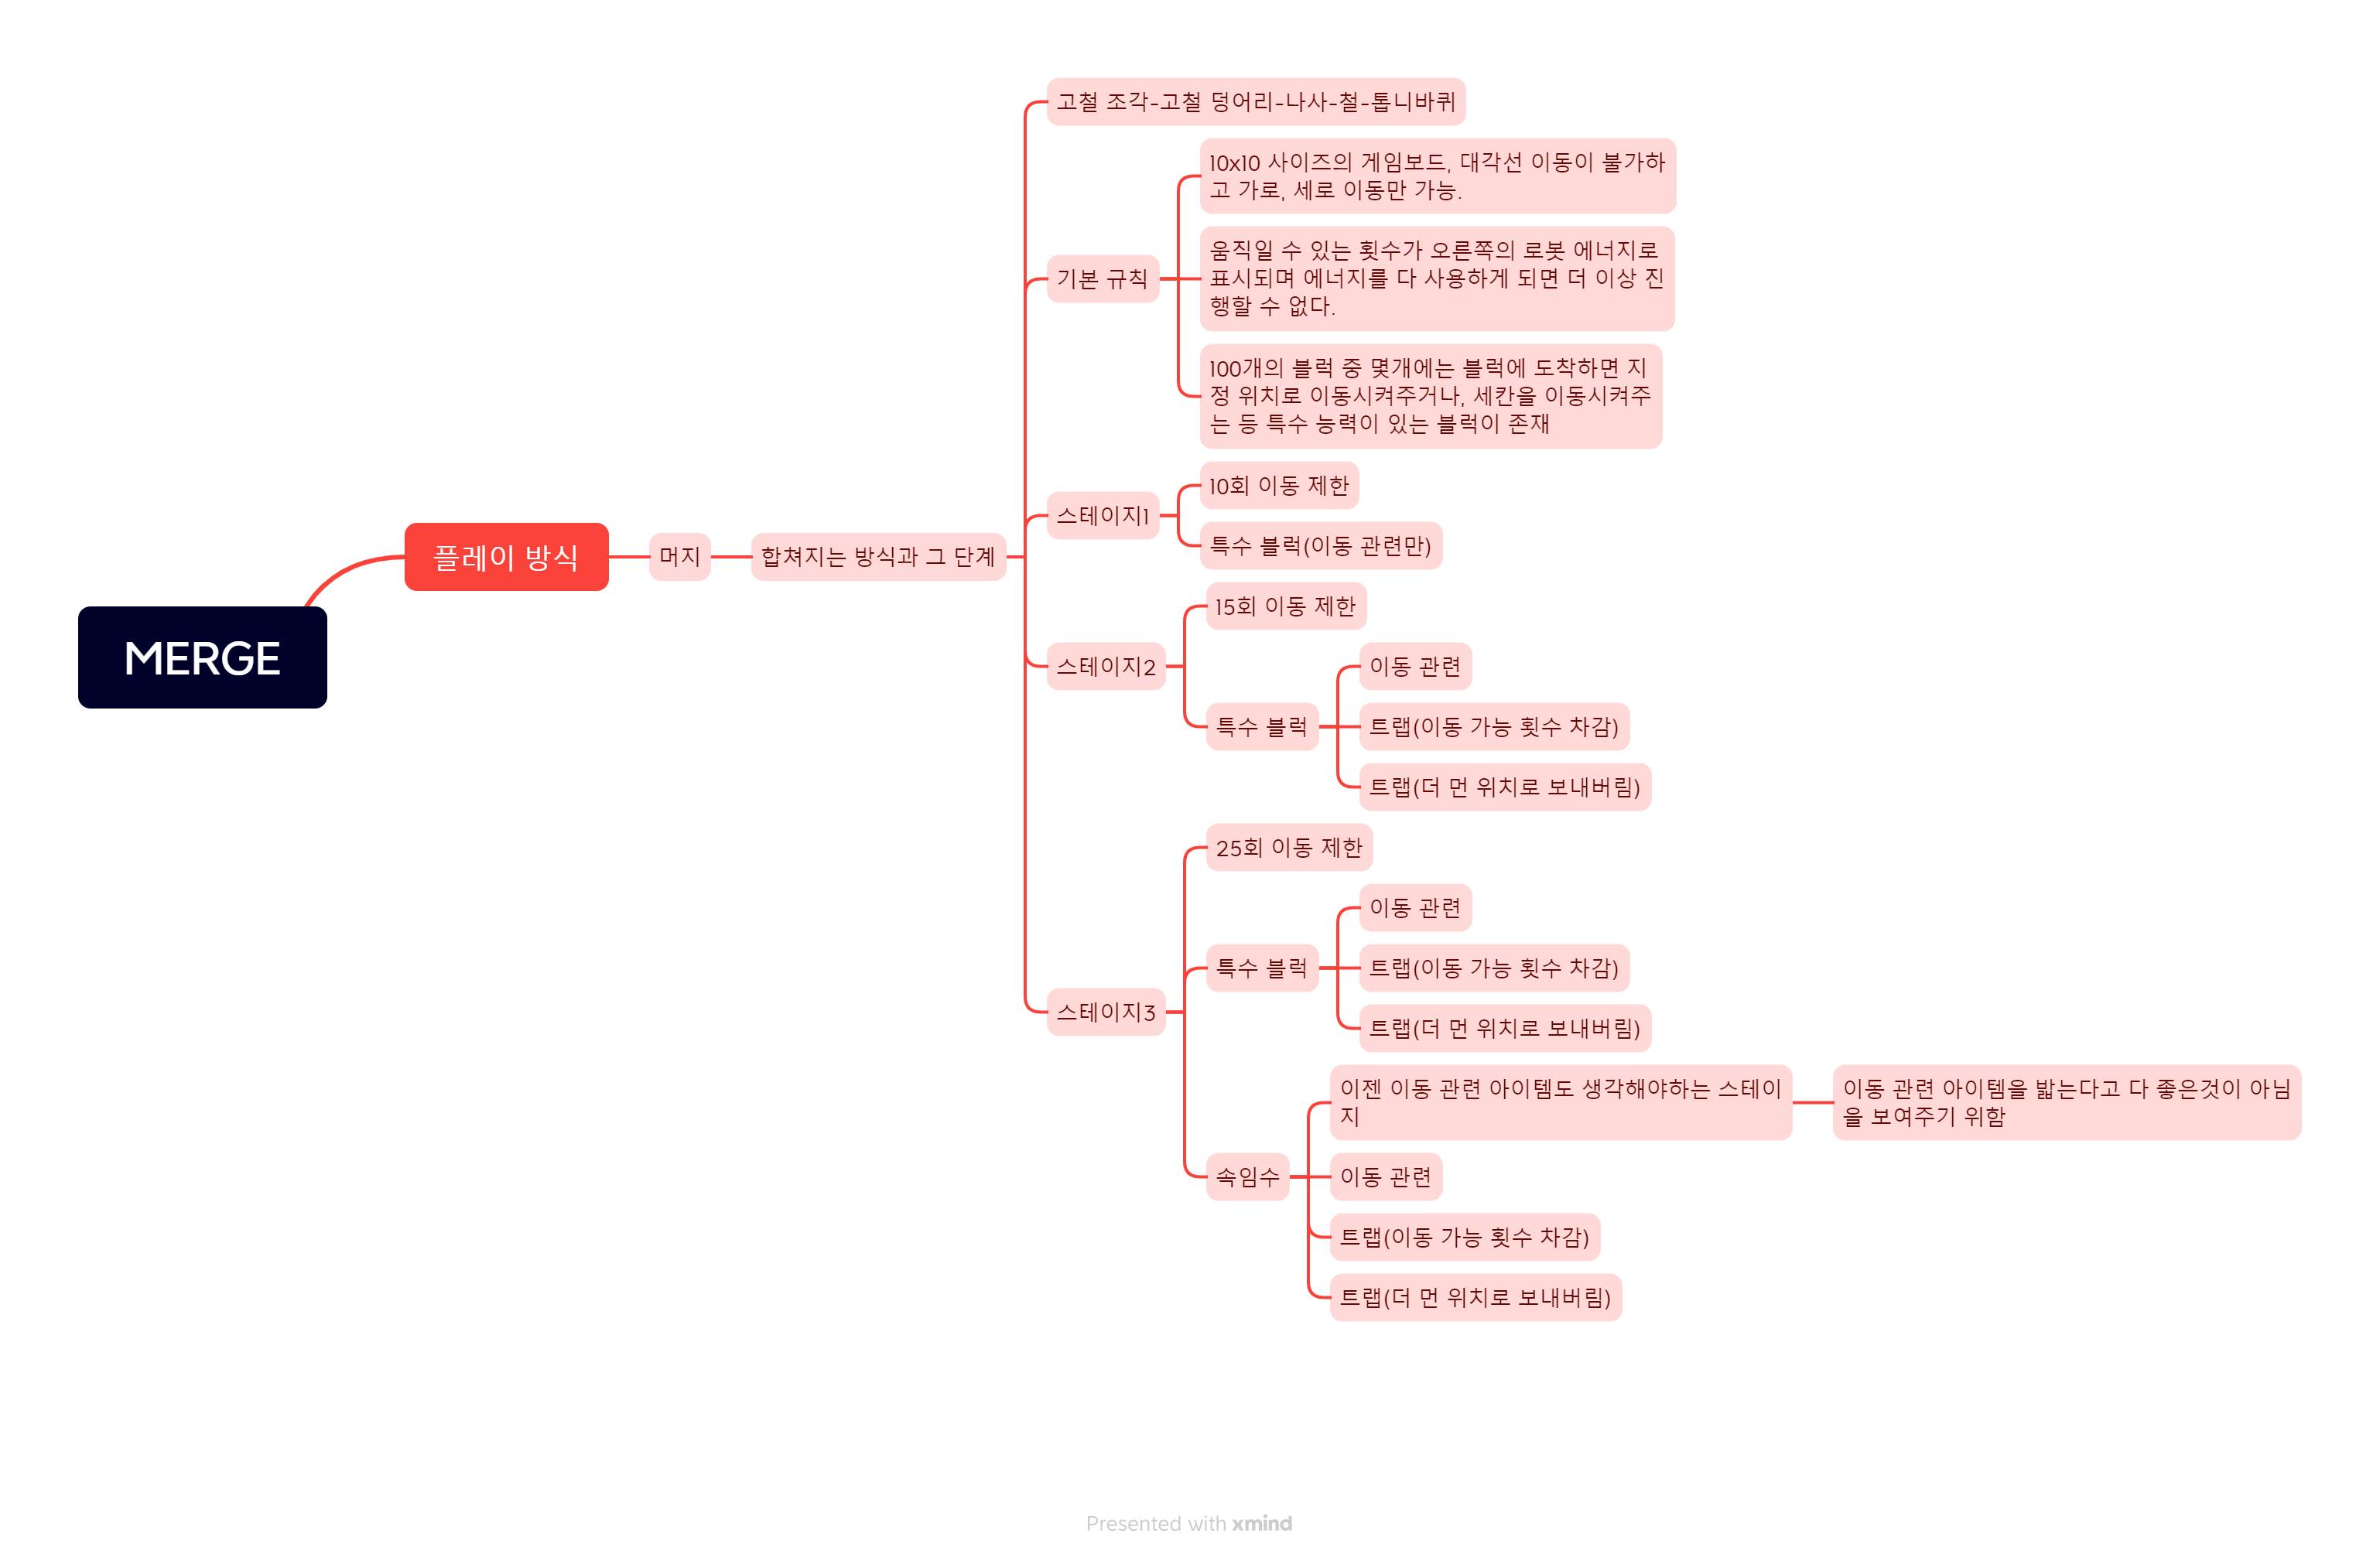 고철 조각-고철 덩어리-나사-철-톱니바퀴
10x10 사이즈의 게임보드, 대각선 이동이 불가하
고 가로, 세로 이동만 가능.
움직일 수 있는 횟수가 오른쪽의 로봇 에너지로
표시되며 에너지를 다 사용하게 되면 더 이상 진
행할 수 없다.
기본 규칙
100개의 블럭 중 몇개에는 블럭에 도착하면 지
정 위치로 이동시켜주거나, 세칸을 이동시켜주
는 등 특수 능력이 있는 블럭이 존재
10회 이동 제한
스테이지1
특수 블럭(이동 관련만)
플레이 방식
머지
합쳐지는 방식과 그 단계
15회 이동 제한
MERGE
스테이지2
이동 관련
특수 블럭
트랩(이동 가능 횟수 차감)
트랩(더 먼 위치로 보내버림)
25회 이동 제한
이동 관련
특수 블럭
트랩(이동 가능 횟수 차감)
스테이지3
트랩(더 먼 위치로 보내버림)
이젠 이동 관련 아이템도 생각해야하는 스테이
지
이동 관련 아이템을 밟는다고 다 좋은것이 아님
을 보여주기 위함
속임수
이동 관련
트랩(이동 가능 횟수 차감)
트랩(더 먼 위치로 보내버림)
Presented with xmind